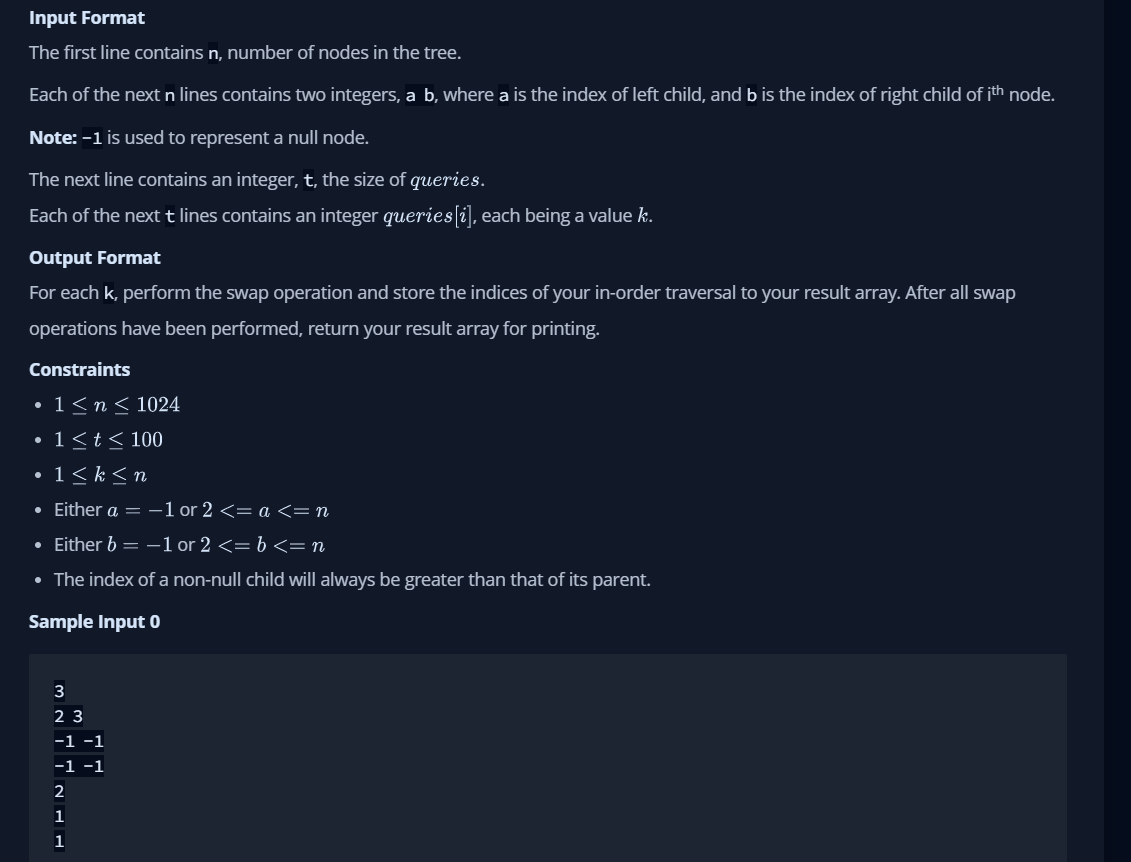 Input Format
The first line contains n, number of nodes in the tree.
Each of the next n lines contains two integers, a b, where a is the index of left child, and b is the index of right child of iᵗʰ node.
Note: -1 is used to represent a null node.
The next line contains an integer, t, the size of queries.
Each of the next t lines contains an integer queries[i], each being a value k.
Output Format
For each k, perform the swap operation and store the indices of your in-order traversal to your result array. After all swap
operations have been performed, return your result array for printing.
Constraints
• 1 ≤ n ≤ 1024
• 1 ≤ t ≤ 100
• 1 ≤ k ≤ n
• Either a = −1 or 2 <= a <= n
• Either b = −1 or 2 <= b <= n
• The index of a non-null child will always be greater than that of its parent.
Sample Input 0
3
2 3
-1 -1
-1 -1
2
1
1